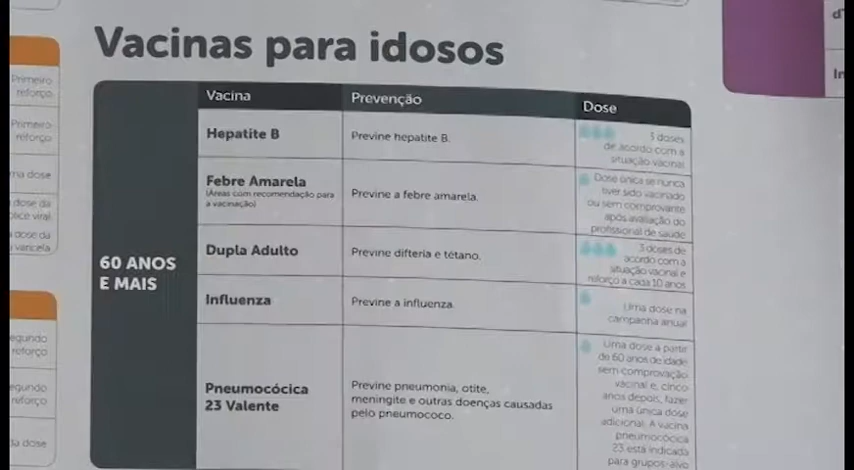 Vacinas para idosos
Vacina Prevenção Dose
60 ANOS
E MAIS
Hepatite B
Previne hepatite B.
3 doses
de acordo com a
situação vacinal
Febre Amarela
(Áreas com recomendação para
a vacinação)
Previne a febre amarela.
Dose única se nunca
tiver sido vacinado
ou sem comprovante
após avaliação do
profissional de saúde
Dupla Adulto
Previne difteria e tétano.
3 doses de
acordo com a
situação vacinal e
reforço a cada 10 anos
Influenza
Previne a influenza.
Uma dose na
campanha anual
Pneumocócica
23 Valente
Previne pneumonia, otite,
meningite e outras doenças causadas
pelo pneumococo.
Uma dose a partir
de 60 anos de idade
sem comprovação
vacinal e, cinco
anos depois, fazer
uma única dose
adicional. A vacina
pneumocócica
23 está indicada
para grupos-alvo
Primeiro
reforço
Primeiro
reforço
dose
dose da
viral
dose da
varicela
reforço
reforço
dose